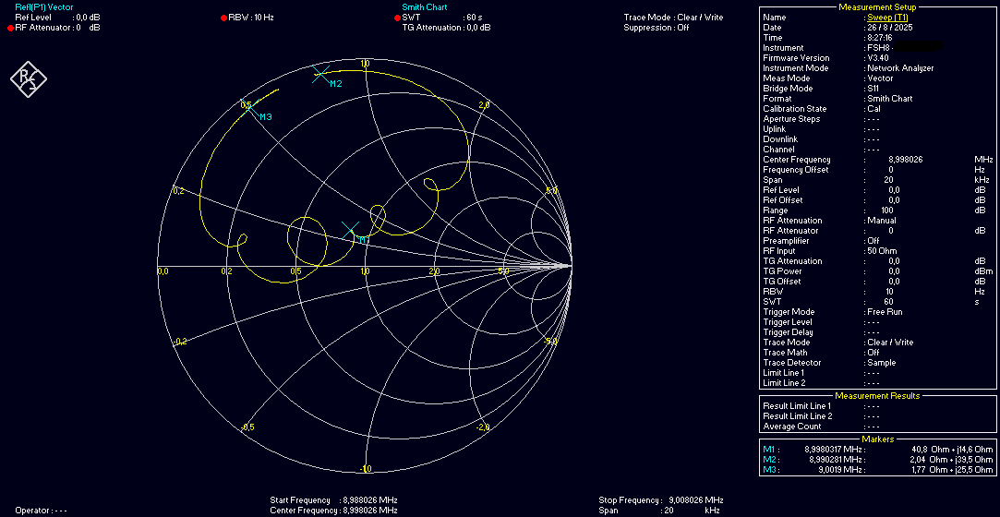 Refl(P1) Vector
Smith Chart
Ref Level : 0,0 dB
RBW : 10 Hz
SWT : 60 s
Trace Mode : Clear / Write
RF Attenuator : 0 dB
TG Attenuation : 0,0 dB
Suppression : Off
1,0
M2
0,5
M3
2,0
0,2
5,0
M1
0,0
0,2
0,5
1,0
2,0
5,0
-0,2
-5,0
-0,5
-2,0
-1,0
Start Frequency : 8,988026 MHz
Stop Frequency : 9,008026 MHz
Operator : ---
Center Frequency : 8,998026 MHz
Span : 20 kHz
Measurement Setup
Name : Sweep (T1)
Date : 26 / 8 / 2025
Time : 8:27:16
Instrument : FSH8 -
Firmware Version : V3.40
Instrument Mode : Network Analyzer
Meas Mode : Vector
Bridge Mode : S11
Format : Smith Chart
Calibration State : Cal
Aperture Steps : ---
Uplink : ---
Downlink : ---
Channel : ---
Center Frequency : 8,998026 MHz
Frequency Offset : 0 Hz
Span : 20 kHz
Ref Level : 0,0 dB
Ref Offset : 0,0 dB
Range : 100 dB
RF Attenuation : Manual
RF Attenuator : 0 dB
Preamplifier : Off
RF Input : 50 Ohm
TG Attenuation : 0,0 dB
TG Power : 0,0 dBm
TG Offset : 0,0 dB
RBW : 10 Hz
SWT : 60 s
Trigger Mode : Free Run
Trigger Level : ---
Trigger Delay : ---
Trace Mode : Clear / Write
Trace Math : Off
Trace Detector : Sample
Limit Line 1 : ---
Limit Line 2 : ---
Measurement Results
Result Limit Line 1 : ---
Result Limit Line 2 : ---
Average Count : ---
Markers
M1 : 8,9980317 MHz : 40,8 Ohm + j14,6 Ohm
M2 : 8,990281 MHz : 2,04 Ohm + j39,5 Ohm
M3 : 9,0019 MHz : 1,77 Ohm + j25,5 Ohm